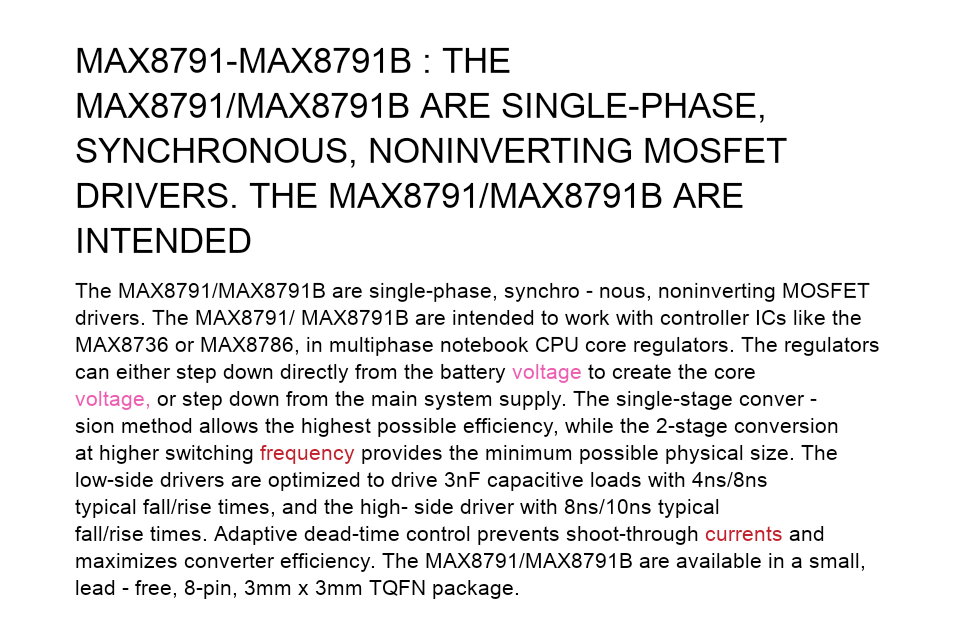 MAX8791-MAX8791B : THE
MAX8791/MAX8791B ARE SINGLE-PHASE,
SYNCHRONOUS, NONINVERTING MOSFET
DRIVERS. THE MAX8791/MAX8791B ARE
INTENDED
The MAX8791/MAX8791B are single-phase, synchro - nous, noninverting MOSFET
drivers. The MAX8791/ MAX8791B are intended to work with controller ICs like the
MAX8736 or MAX8786, in multiphase notebook CPU core regulators. The regulators
can either step down directly from the battery voltage to create the core
voltage, or step down from the main system supply. The single-stage conver -
sion method allows the highest possible efficiency, while the 2-stage conversion
at higher switching frequency provides the minimum possible physical size. The
low-side drivers are optimized to drive 3nF capacitive loads with 4ns/8ns
typical fall/rise times, and the high- side driver with 8ns/10ns typical
fall/rise times. Adaptive dead-time control prevents shoot-through currents and
maximizes converter efficiency. The MAX8791/MAX8791B are available in a small,
lead - free, 8-pin, 3mm x 3mm TQFN package.